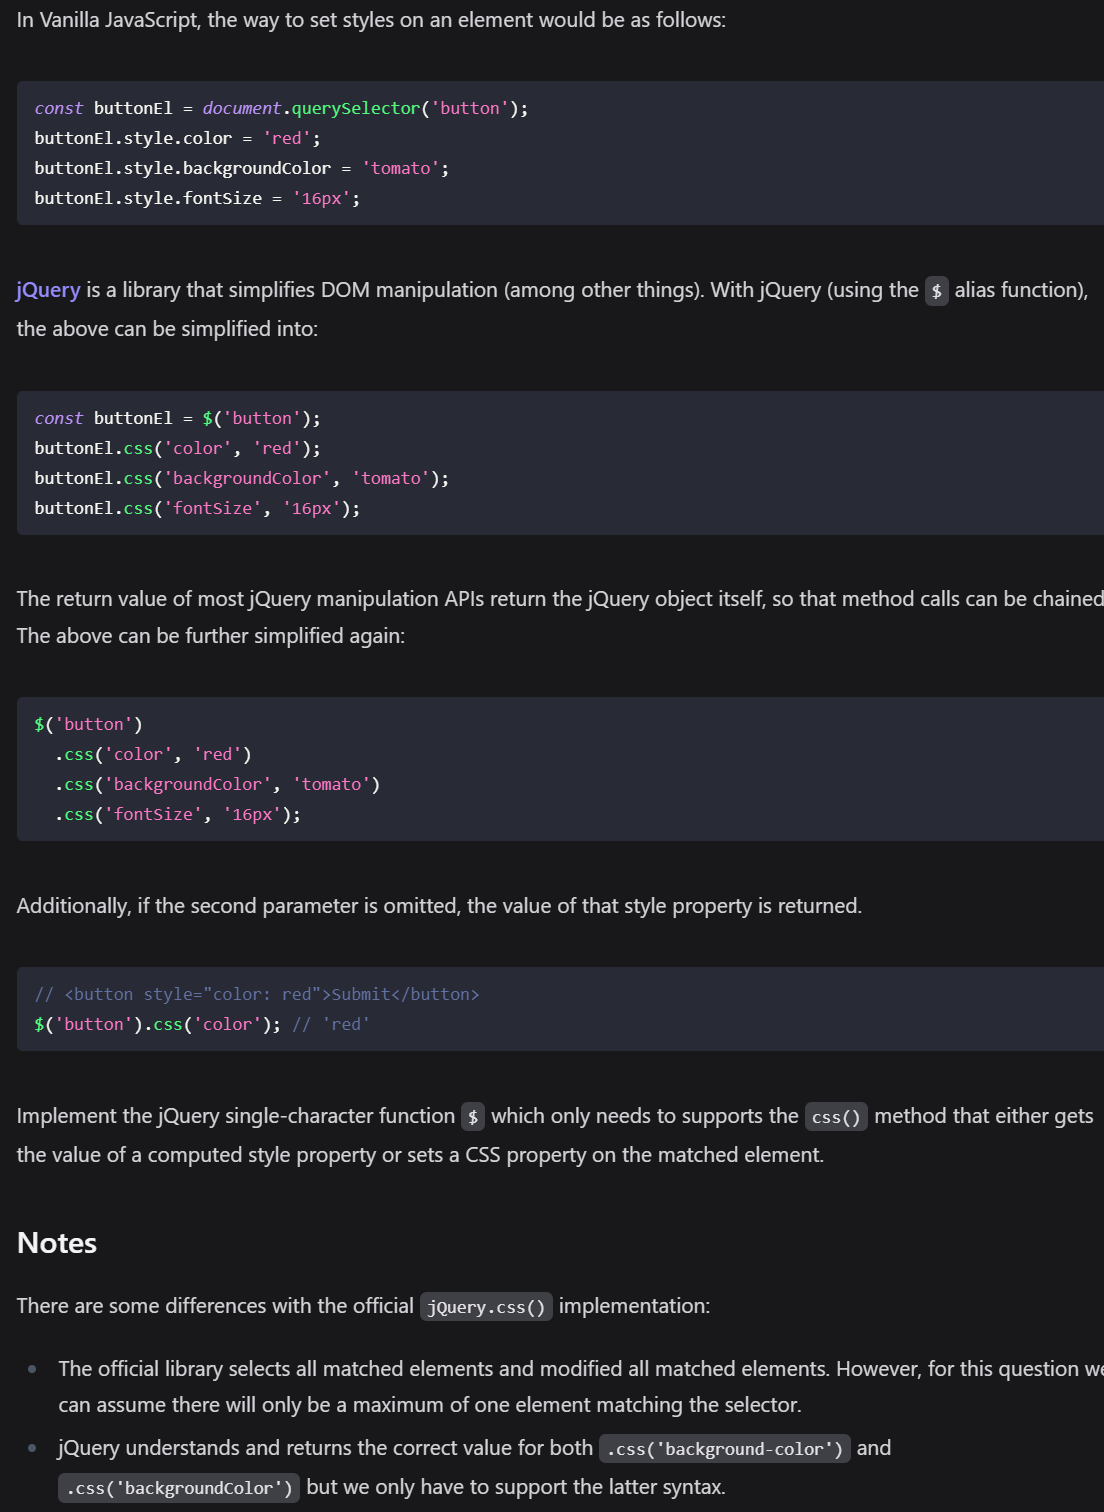 In Vanilla JavaScript, the way to set styles on an element would be as follows:
const buttonEl = document.querySelector('button');
buttonEl.style.color = 'red';
buttonEl.style.backgroundColor = 'tomato';
buttonEl.style.fontSize = '16px';
jQuery is a library that simplifies DOM manipulation (among other things). With jQuery (using the $ alias function),
the above can be simplified into:
const buttonEl = $('button');
buttonEl.css('color', 'red');
buttonEl.css('backgroundColor', 'tomato');
buttonEl.css('fontSize', '16px');
The return value of most jQuery manipulation APIs return the jQuery object itself, so that method calls can be chained
The above can be further simplified again:
$('button')
  .css('color', 'red')
  .css('backgroundColor', 'tomato')
  .css('fontSize', '16px');
Additionally, if the second parameter is omitted, the value of that style property is returned.
// <button style="color: red">Submit</button>
$('button').css('color'); // 'red'
Implement the jQuery single-character function $ which only needs to supports the css() method that either gets
the value of a computed style property or sets a CSS property on the matched element.
Notes
There are some differences with the official jQuery.css() implementation:
• The official library selects all matched elements and modified all matched elements. However, for this question we
can assume there will only be a maximum of one element matching the selector.
• jQuery understands and returns the correct value for both .css('background-color') and
.css('backgroundColor') but we only have to support the latter syntax.